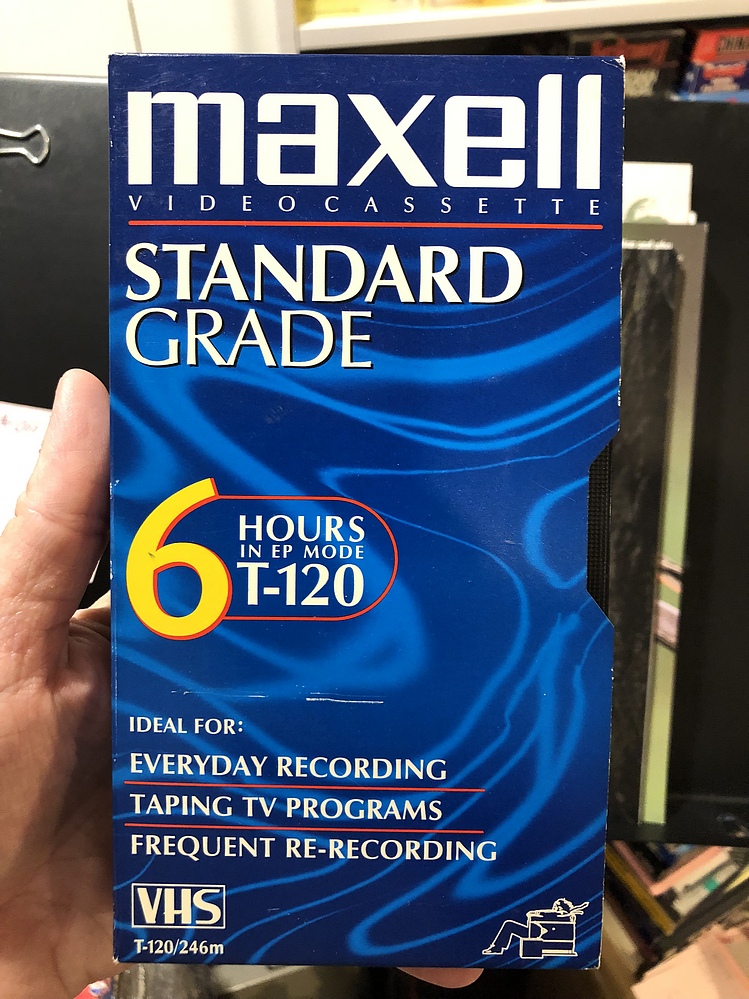 maxell
VIDEOCASSETTE
STANDARD
GRADE
6 HOURS
IN EP MODE
T-120
IDEAL FOR:
EVERYDAY RECORDING
TAPING TV PROGRAMS
FREQUENT RE-RECORDING
VHS
T-120/246m